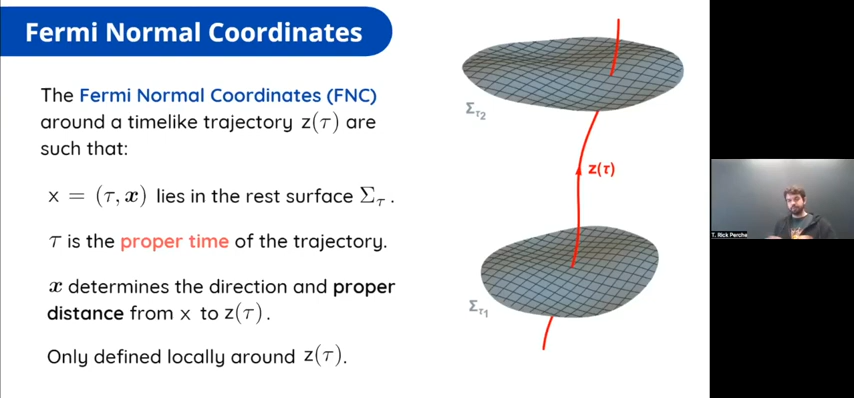 Fermi Normal Coordinates
The Fermi Normal Coordinates (FNC)
around a timelike trajectory z(τ) are
such that:
x = (τ, 𝒙) lies in the rest surface Σ_τ .
τ is the proper time of the trajectory.
𝒙 determines the direction and proper
distance from x to z(τ).
Only defined locally around z(τ).
Σ_τ₂
z(τ)
Σ_τ₁
T. Rick Perche